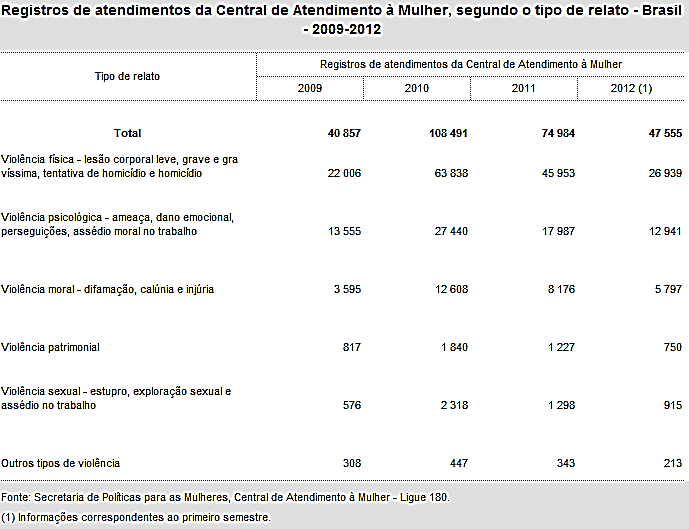 Registros de atendimentos da Central de Atendimento à Mulher, segundo o tipo de relato - Brasil
- 2009-2012
Tipo de relato
Registros de atendimentos da Central de Atendimento à Mulher
2009 2010 2011 2012 (1)
Total 40 857 108 491 74 984 47 555
Violência física - lesão corporal leve, grave e gra
víssima, tentativa de homicídio e homicídio 22 006 63 838 45 953 26 939
Violência psicológica - ameaça, dano emocional,
perseguições, assédio moral no trabalho 13 555 27 440 17 987 12 941
Violência moral - difamação, calúnia e injúria 3 595 12 608 8 176 5 797
Violência patrimonial 817 1 840 1 227 750
Violência sexual - estupro, exploração sexual e
assédio no trabalho 576 2 318 1 298 915
Outros tipos de violência 308 447 343 213
Fonte: Secretaria de Políticas para as Mulheres, Central de Atendimento à Mulher - Ligue 180.
(1) Informações correspondentes ao primeiro semestre.